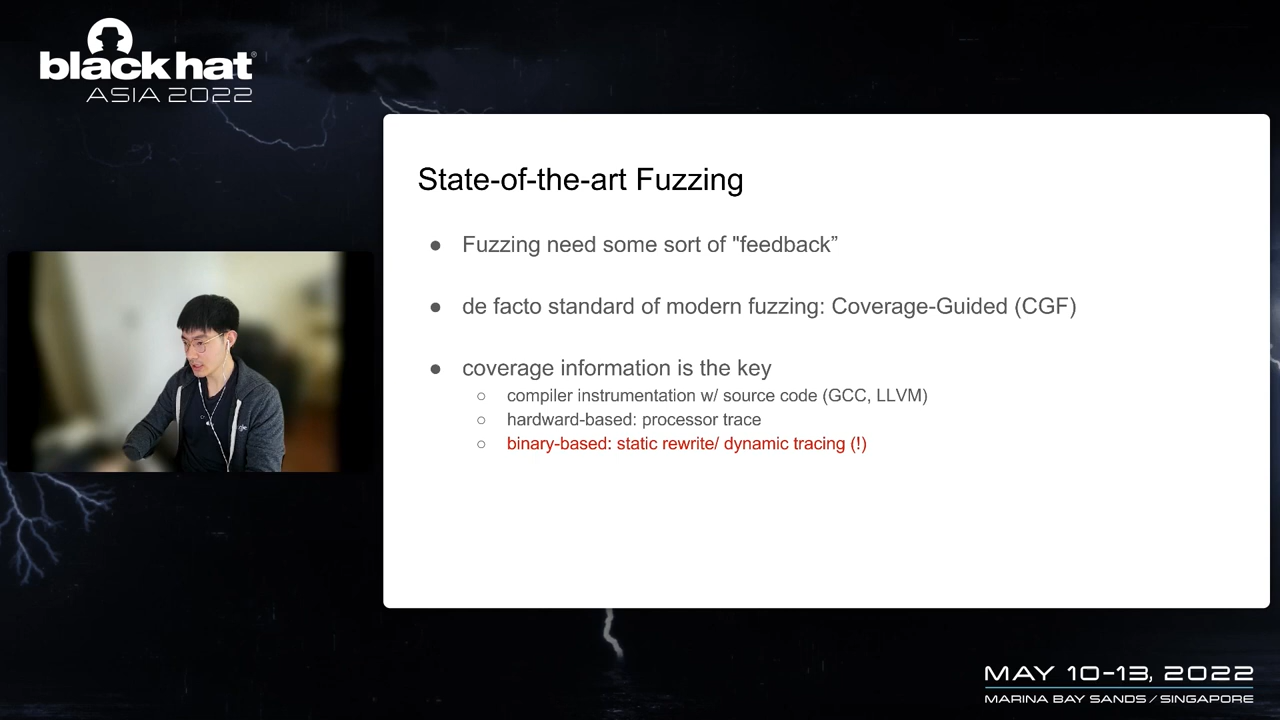 black hat®
ASIA 2022
State-of-the-art Fuzzing
● Fuzzing need some sort of "feedback”
● de facto standard of modern fuzzing: Coverage-Guided (CGF)
● coverage information is the key
○ compiler instrumentation w/ source code (GCC, LLVM)
○ hardward-based: processor trace
○ binary-based: static rewrite/ dynamic tracing (!)
MAY 10-13, 2022
MARINA BAY SANDS / SINGAPORE